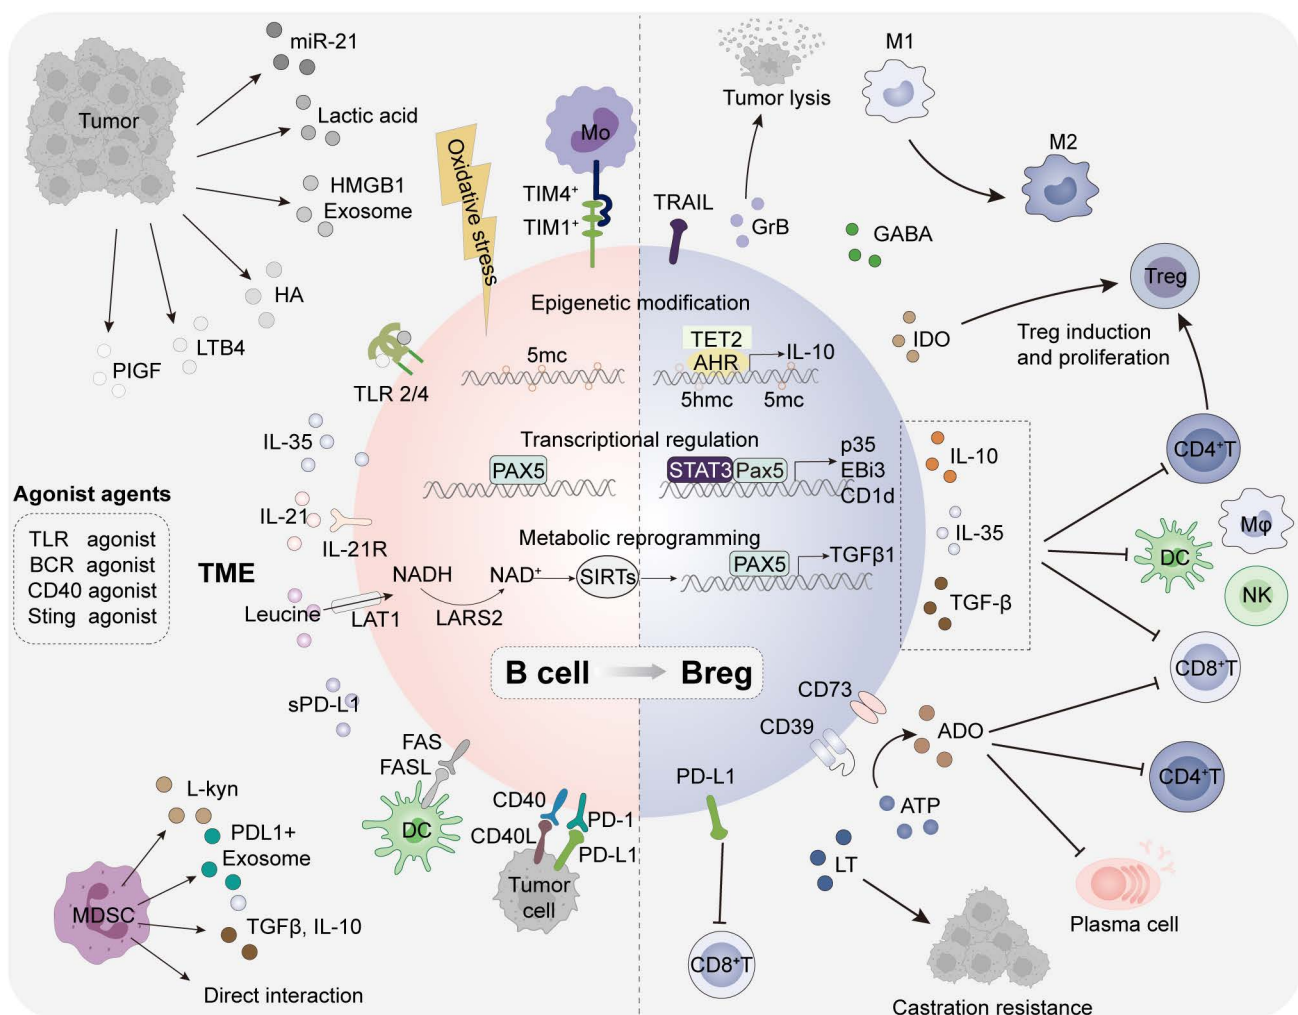 miR-21
Tumor
Lactic acid
HMGB1
Exosome
HA
LTB4
PIGF
Oxidative stress
Mo
TIM4⁺
TIM1⁺
TLR 2/4
IL-35
IL-21
IL-21R
Agonist agents
TLR agonist
BCR agonist
CD40 agonist
Sting agonist
TME
Leucine
LAT1
NADH
NAD⁺
LARS2
SIRTs
sPD-L1
FAS
FASL
DC
CD40
CD40L
PD-1
PD-L1
Tumor
cell
L-kyn
PDL1+
Exosome
MDSC
TGFβ, IL-10
Direct interaction
Epigenetic modification
5mc
TET2
AHR
IL-10
5hmc
5mc
Transcriptional regulation
PAX5
STAT3
Pax5
p35
EBi3
CD1d
Metabolic reprogramming
PAX5
TGFβ1
B cell
Breg
TRAIL
GrB
Tumor lysis
M1
M2
GABA
IDO
Treg
Treg induction
and proliferation
IL-10
IL-35
TGF-β
CD4⁺T
Mφ
DC
NK
CD8⁺T
CD73
CD39
ADO
ATP
CD4⁺T
Plasma cell
PD-L1
CD8⁺T
LT
Castration resistance